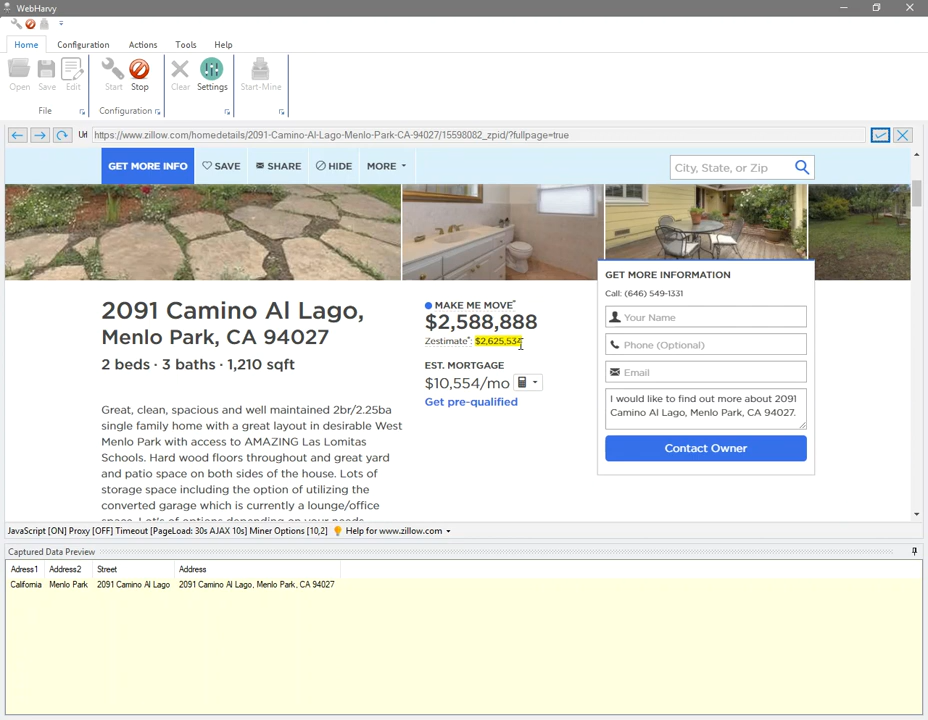 WebHarvy
Home Configuration Actions Tools Help
Open Save Edit Start Stop Clear Settings Start-Mine
File Configuration
Url https://www.zillow.com/homedetails/2091-Camino-Al-Lago-Menlo-Park-CA-94027/15598082_zpid/?fullpage=true
GET MORE INFO SAVE SHARE HIDE MORE City, State, or Zip
2091 Camino Al Lago,
Menlo Park, CA 94027
2 beds · 3 baths · 1,210 sqft
Great, clean, spacious and well maintained 2br/2.25ba
single family home with a great layout in desirable West
Menlo Park with access to AMAZING Las Lomitas
Schools. Hard wood floors throughout and great yard
and patio space on both sides of the house. Lots of
storage space including the option of utilizing the
converted garage which is currently a lounge/office
MAKE ME MOVE®
$2,588,888
Zestimate®: $2,625,534
EST. MORTGAGE
$10,554/mo
Get pre-qualified
GET MORE INFORMATION
Call: (646) 549-1331
Your Name
Phone (Optional)
Email
I would like to find out more about 2091
Camino Al Lago, Menlo Park, CA 94027.
Contact Owner
JavaScript [ON] Proxy [OFF] Timeout [PageLoad: 30s AJAX 10s] Miner Options [10,2] Help for www.zillow.com
Captured Data Preview
Adress1 Address2 Street Address
California Menlo Park 2091 Camino Al Lago 2091 Camino Al Lago, Menlo Park, CA 94027